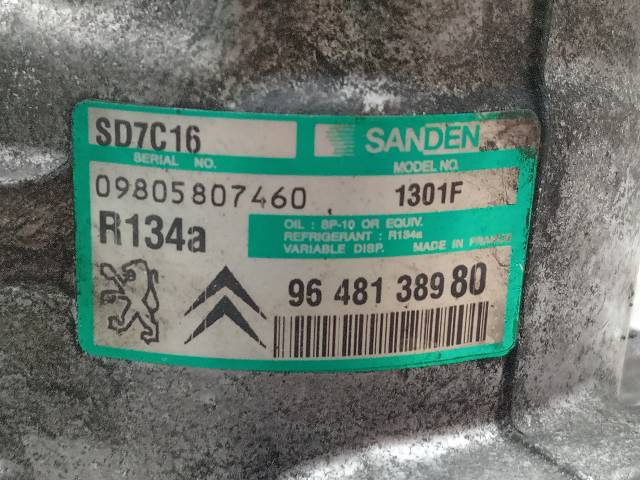 SD7C16
SANDEN
SERIAL NO.
MODEL NO.
09805807460
1301F
R134a
OIL : SP-10 OR EQUIV.
REFRIGERANT : R134a
VARIABLE DISP. MADE IN FRANCE
96 481 389 80